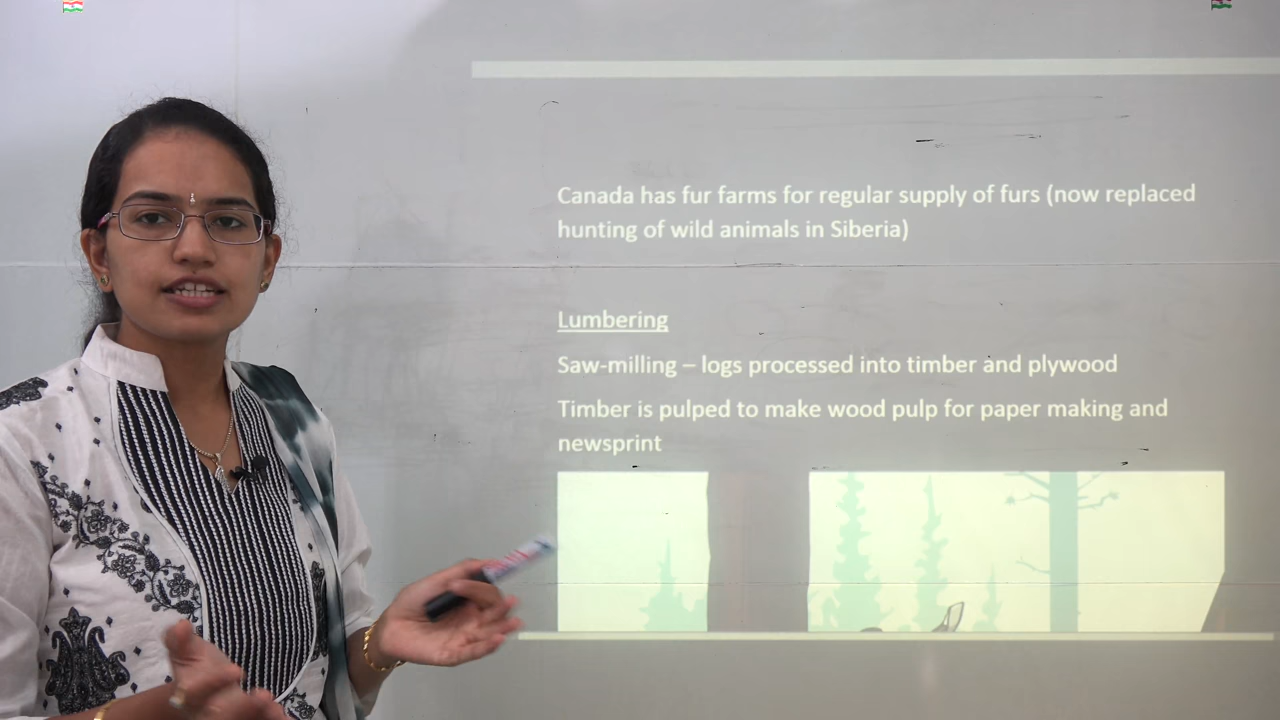 Canada has fur farms for regular supply of furs (now replaced
hunting of wild animals in Siberia)
Lumbering
Saw-milling – logs processed into timber and plywood
Timber is pulped to make wood pulp for paper making and
newsprint